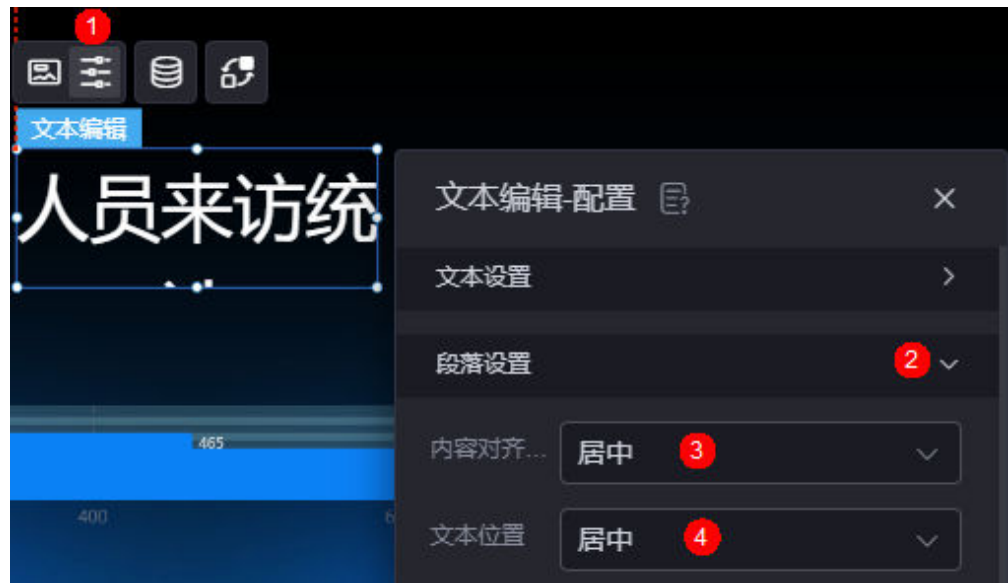 1
文本编辑
人员来访统
文本编辑-配置
文本设置
段落设置 2
465
内容对齐... 居中 3
400
文本位置 居中 4